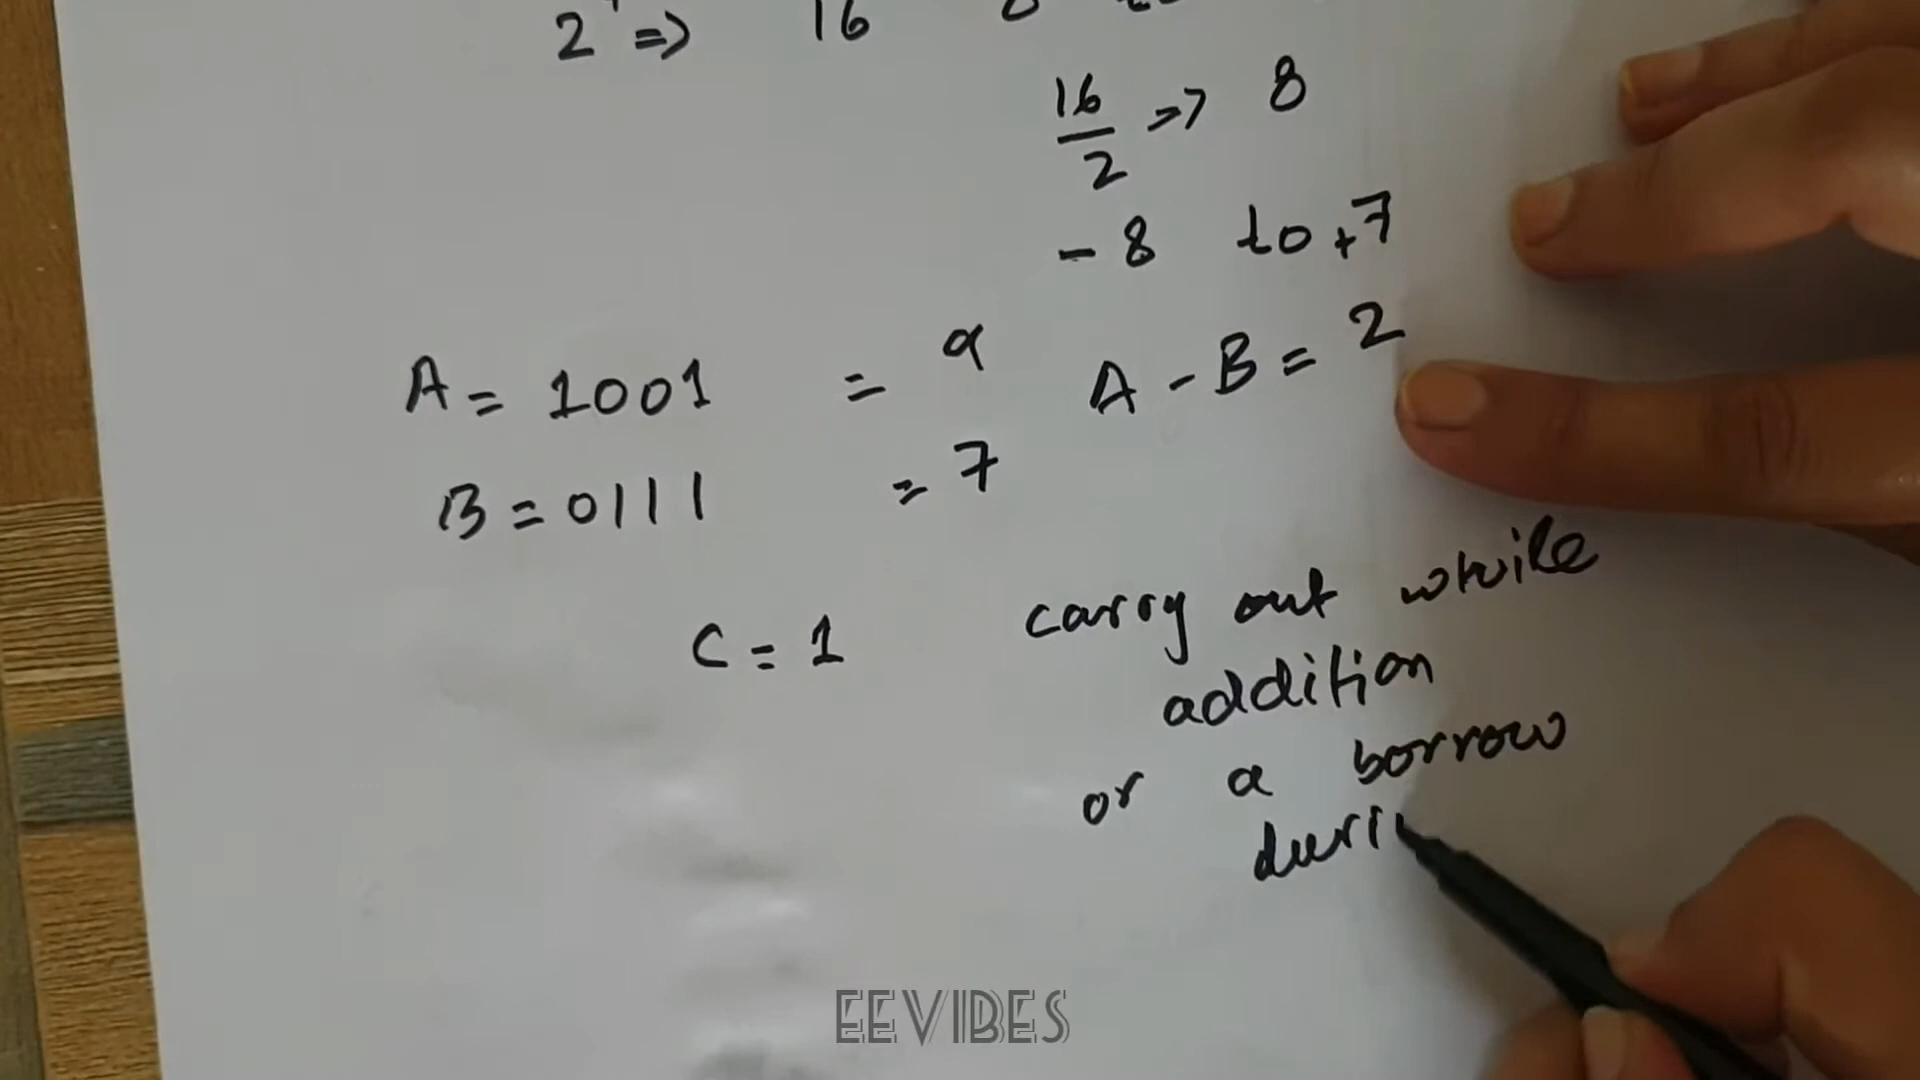 2 => 16
16/2 => 8
-8 to +7
A = 1001 = 9 A - B = 2
B = 0111 = 7
C = 1 carry out while
addition
or a borrow
duri
EEVIBES